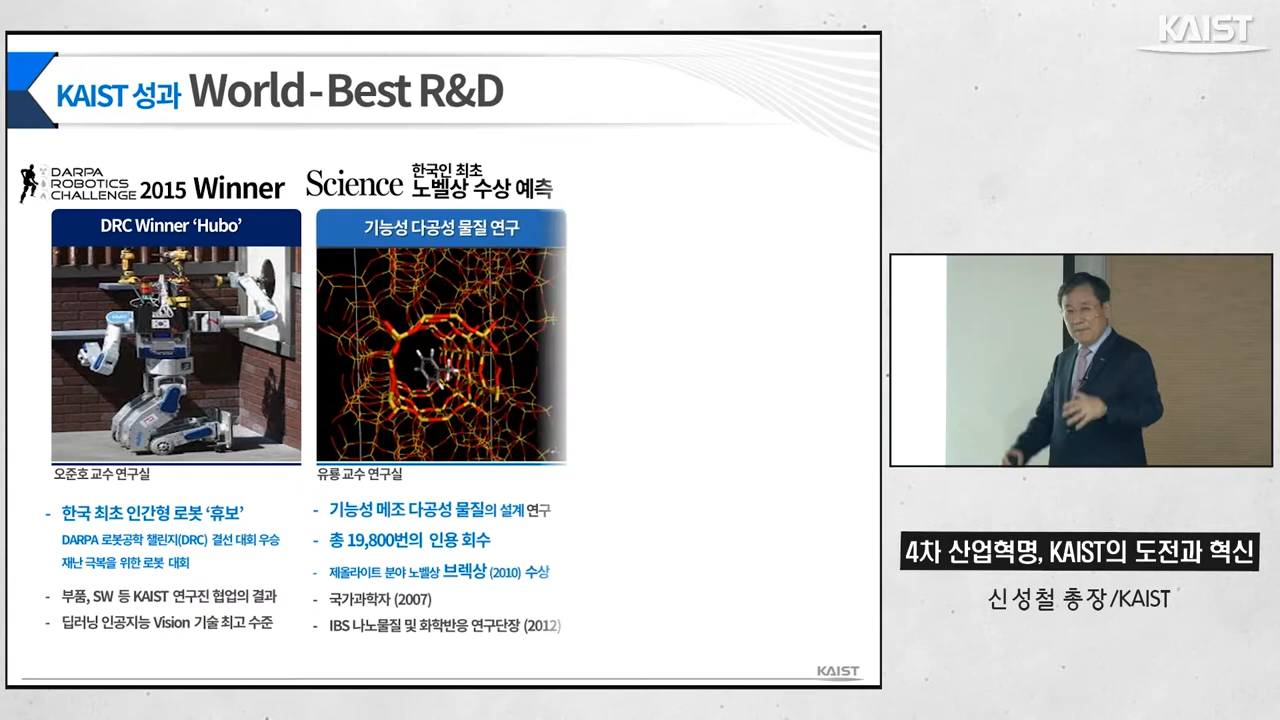 KAIST
KAIST 성과 World-Best R&D
DARPA
ROBOTICS
CHALLENGE 2015 Winner
Science 한국인 최초
노벨상 수상 예측
DRC Winner ‘Hubo’
기능성 다공성 물질 연구
오준호 교수 연구실
유룡 교수 연구실
- 한국 최초 인간형 로봇 ‘휴보’
DARPA 로봇공학 챌린지(DRC) 결선 대회 우승
재난 극복을 위한 로봇 대회
- 부품, SW 등 KAIST 연구진 협업의 결과
- 딥러닝 인공지능 Vision 기술 최고 수준
- 기능성 메조 다공성 물질의 설계 연구
- 총 19,800번의 인용 회수
- 제올라이트 분야 노벨상 브렉상 (2010) 수상
- 국가과학자 (2007)
- IBS 나노물질 및 화학반응 연구단장 (2012)
KAIST
4차 산업혁명, KAIST의 도전과 혁신
신성철 총장/KAIST